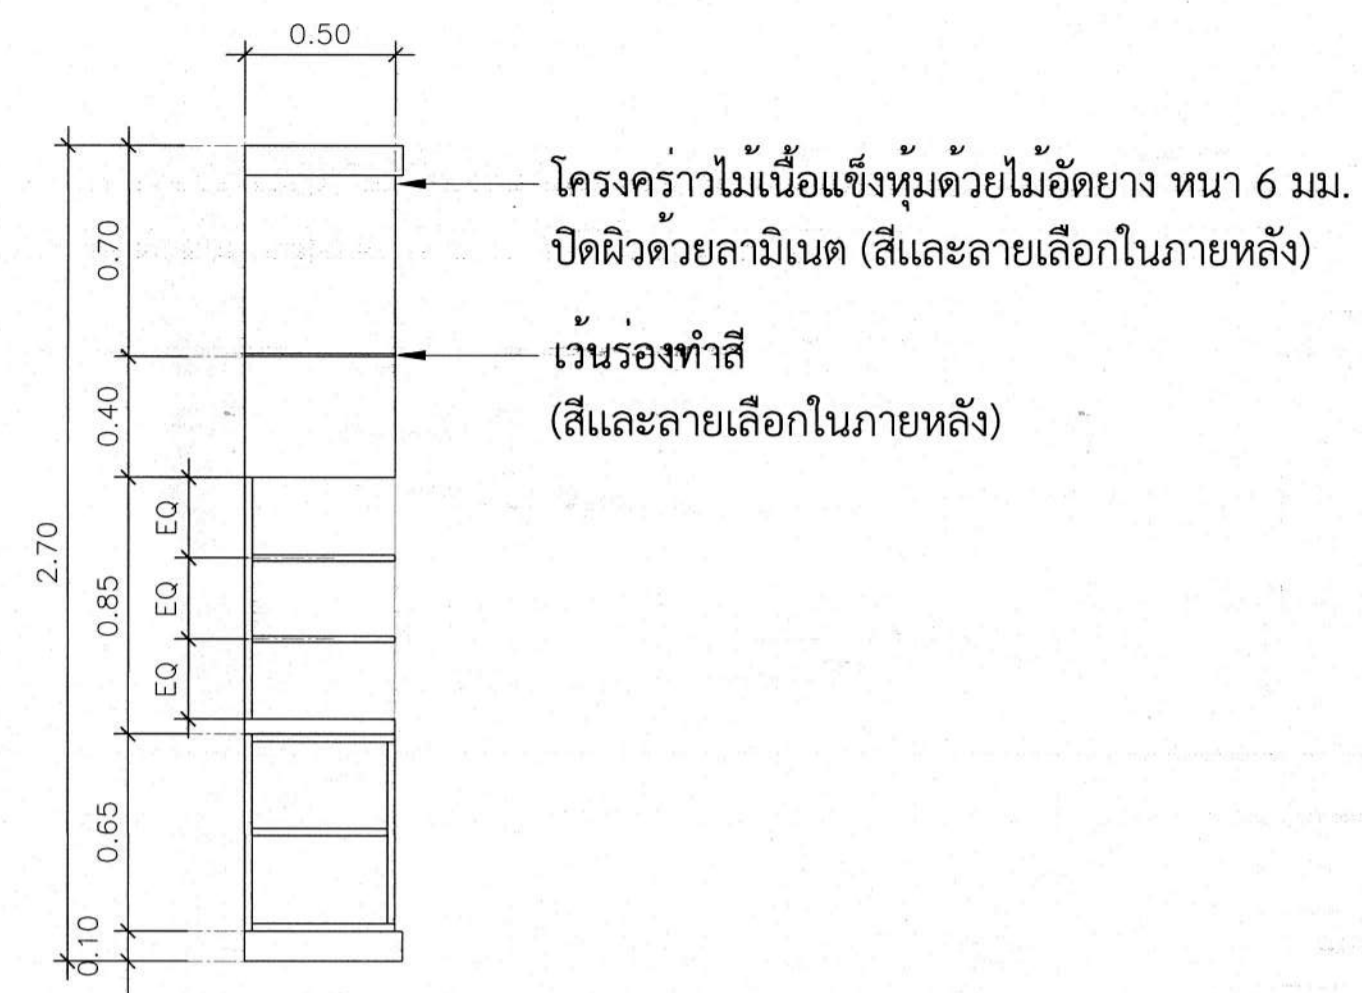 0.50
โครงคร่าวไม้เนื้อแข็งหุ้มด้วยไม้อัดยาง หนา 6 มม.
ปิดผิวด้วยลามิเนต (สีและลายเลือกในภายหลัง)
0.70
เว้นร่องทำสี
(สีและลายเลือกในภายหลัง)
0.40
EQ
2.70
0.85
EQ
EQ
0.65
0.10